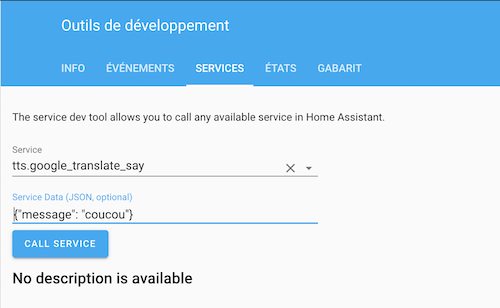 Outils de développement
INFO ÉVÉNEMENTS SERVICES ÉTATS GABARIT
The service dev tool allows you to call any available service in Home Assistant.
Service
tts.google_translate_say
Service Data (JSON, optional)
{"message": "coucou"}
CALL SERVICE
No description is available